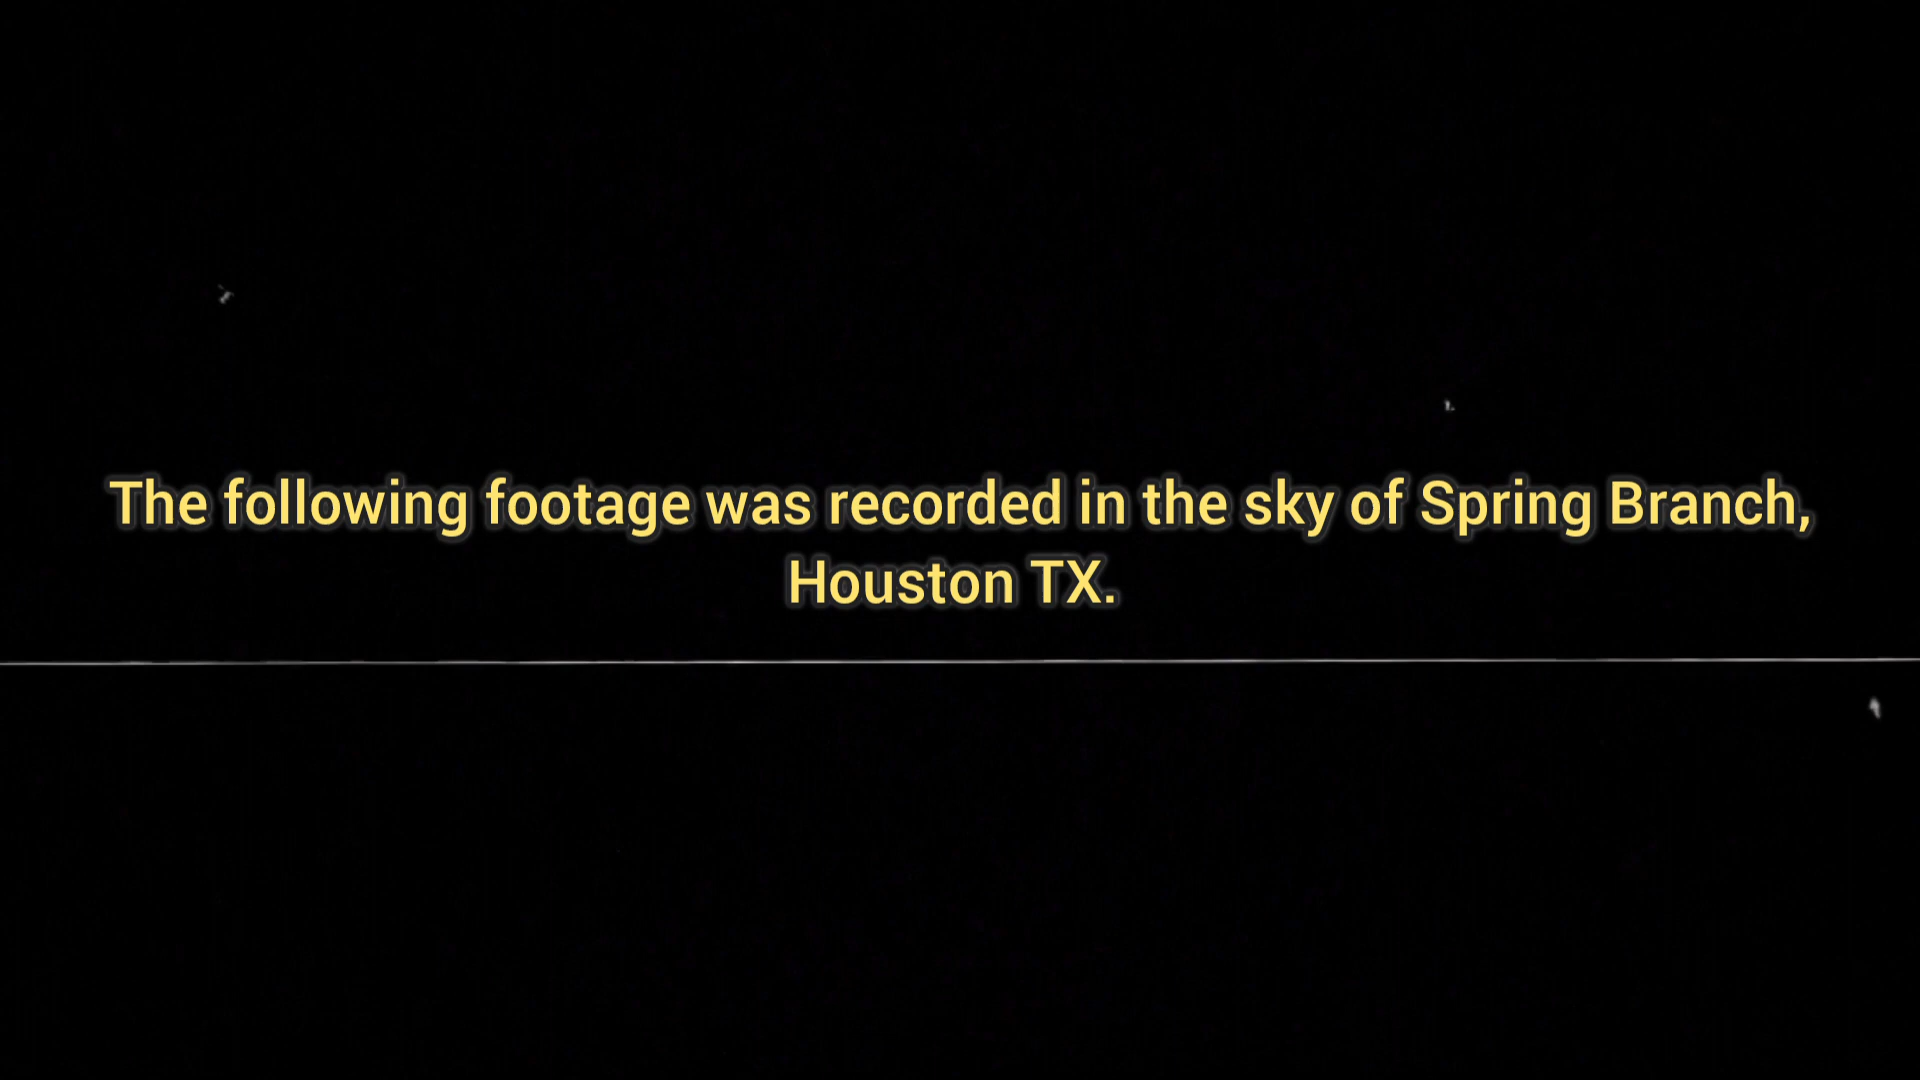 The following footage was recorded in the sky of Spring Branch,
Houston TX.